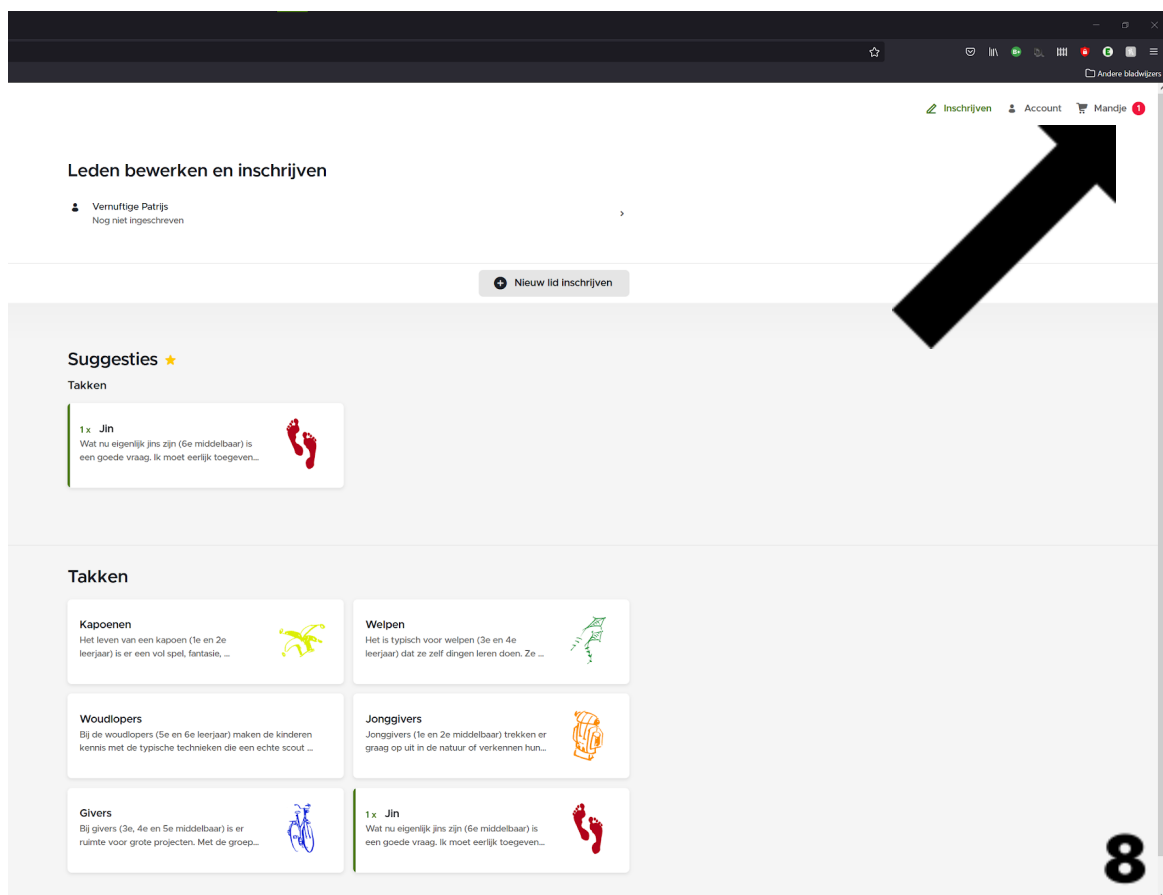 Andere bladwijzers
Inschrijven Account Mandje 1
Leden bewerken en inschrijven
Vernuftige Patrijs
Nog niet ingeschreven
Nieuw lid inschrijven
Suggesties
Takken
1 x Jin
Wat nu eigenlijk jins zijn (6e middelbaar) is
een goede vraag. Ik moet eerlijk toegeven...
Takken
Kapoenen
Het leven van een kapoen (1e en 2e
leerjaar) is er een vol spel, fantasie, ...
Welpen
Het is typisch voor welpen (3e en 4e
leerjaar) dat ze zelf dingen leren doen. Ze ...
Woudlopers
Bij de woudlopers (5e en 6e leerjaar) maken de kinderen
kennis met de typische technieken die een echte scout ...
Jonggivers
Jonggivers (1e en 2e middelbaar) trekken er
graag op uit in de natuur of verkennen hun...
Givers
Bij givers (3e, 4e en 5e middelbaar) is er
ruimte voor grote projecten. Met de groep...
1 x Jin
Wat nu eigenlijk jins zijn (6e middelbaar) is
een goede vraag. Ik moet eerlijk toegeven...
8